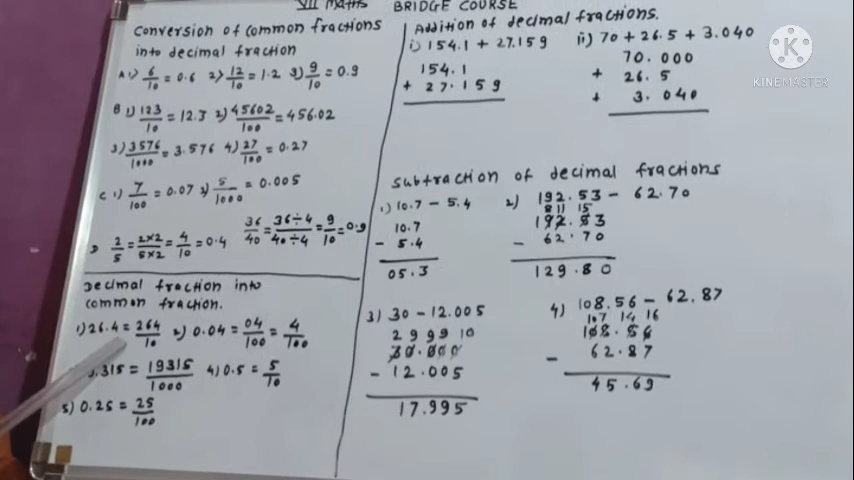 VII Maths BRIDGE COURSE
Conversion of common fractions
into decimal fraction
A 1) 6/10 = 0.6 2) 12/10 = 1.2 3) 9/10 = 0.9
B 1) 123/10 = 12.3 2) 45602/100 = 456.02
3) 3576/1000 = 3.576 4) 27/100 = 0.27
C 1) 7/100 = 0.07 2) 5/1000 = 0.005
D 2/5 = 2×2/5×2 = 4/10 = 0.4 36/40 = 36÷4/40÷4 = 9/10 = 0.9
Decimal fraction into
common fraction.
1) 26.4 = 264/10 2) 0.04 = 04/100 = 4/100
.315 = 19315/1000 4) 0.5 = 5/10
5) 0.25 = 25/100
Addition of decimal fractions.
i) 154.1 + 27.159 ii) 70 + 26.5 + 3.040
154.1
+ 27.159
70.000
+ 26.5
+ 3.040
Subtraction of decimal fractions
1) 10.7 - 5.4
10.7
- 5.4
05.3
2) 192.53 - 62.70
8 11 15
192.53
- 62.70
129.80
3) 30 - 12.005
2 9 9 9 10
30.000
- 12.005
17.995
4) 108.56 - 62.87
107 14 16
108.56
- 62.87
45.69
KINEMASTER